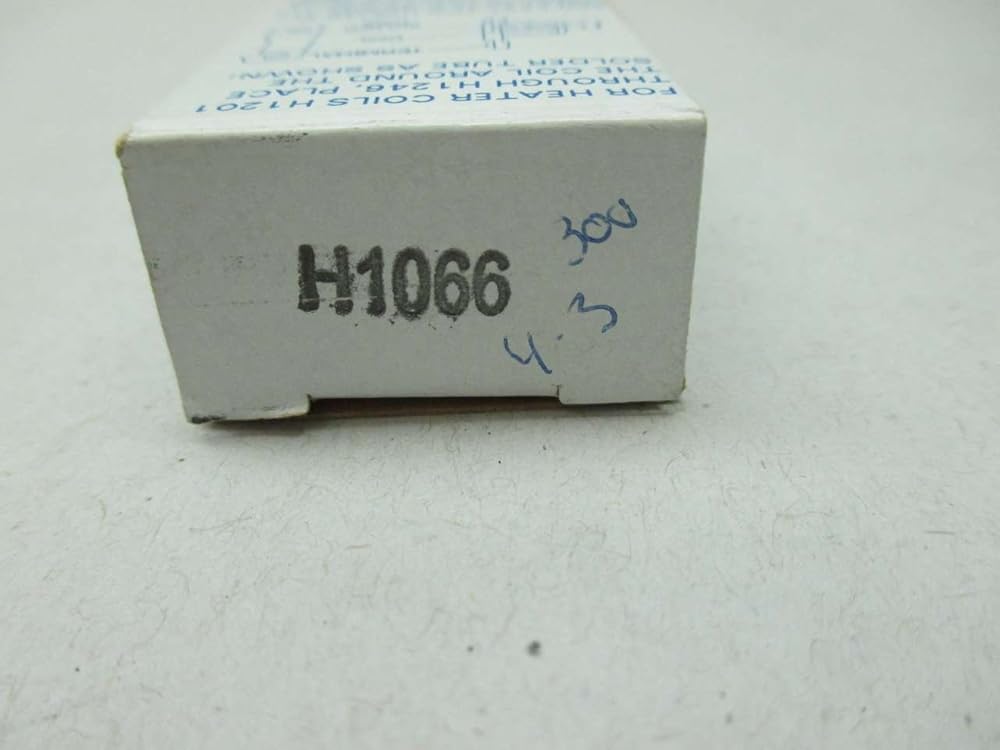 FOR HEATER COILS H1201
THROUGH H1246, PLACE
THE COIL AROUND THE
SOLDER TUBE AS SHOWN:
H1066
300
4.3